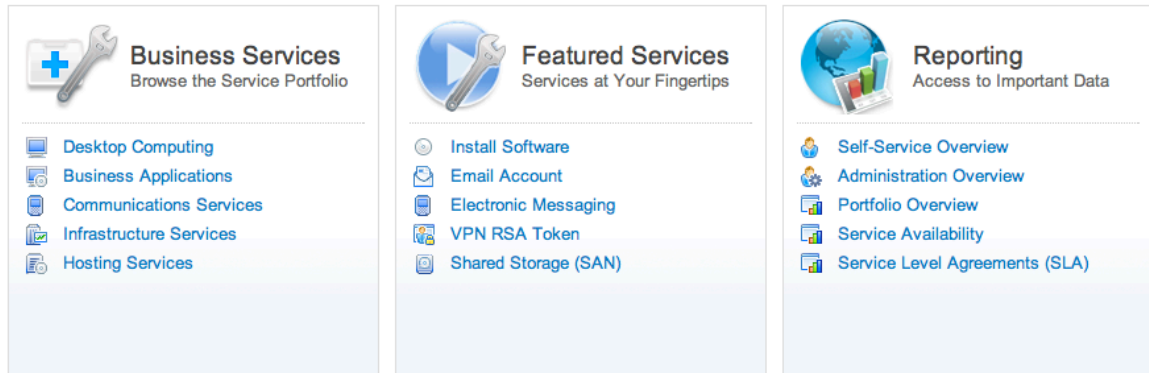 Business Services
Browse the Service Portfolio
Desktop Computing
Business Applications
Communications Services
Infrastructure Services
Hosting Services
Featured Services
Services at Your Fingertips
Install Software
Email Account
Electronic Messaging
VPN RSA Token
Shared Storage (SAN)
Reporting
Access to Important Data
Self-Service Overview
Administration Overview
Portfolio Overview
Service Availability
Service Level Agreements (SLA)